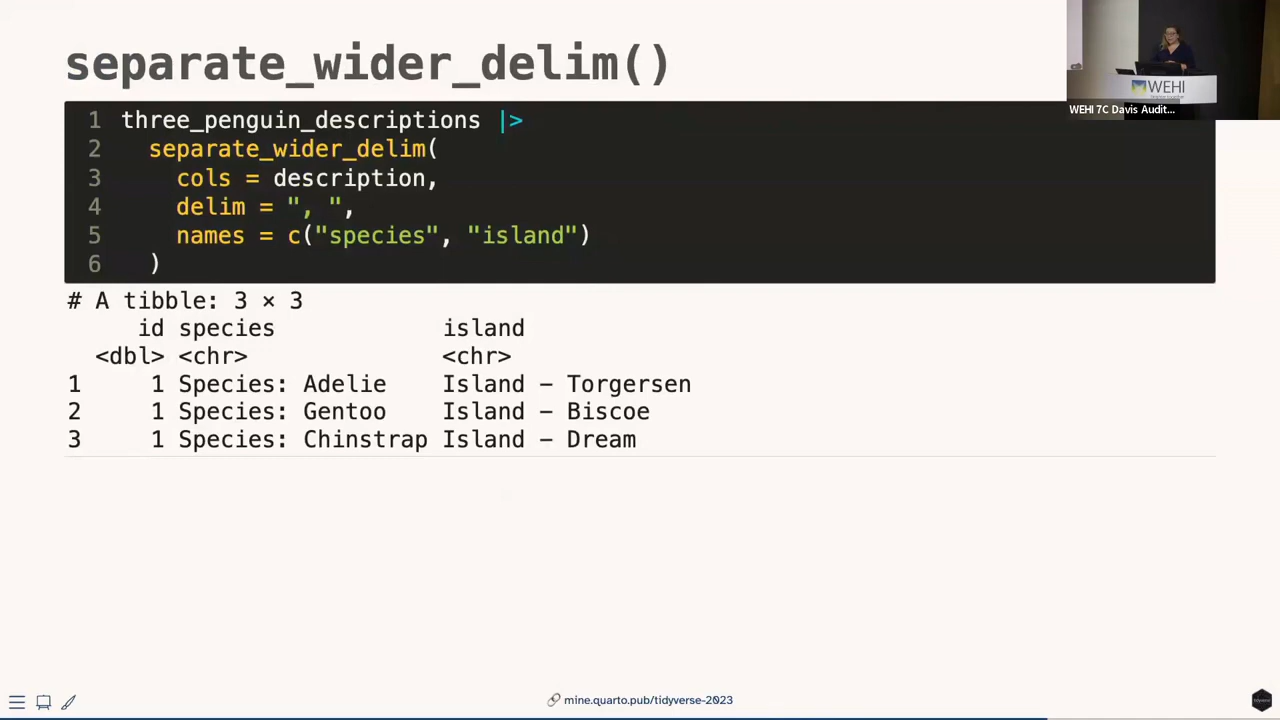 separate_wider_delim()
1 three_penguin_descriptions |>
2   separate_wider_delim(
3     cols = description,
4     delim = ", ",
5     names = c("species", "island")
6   )
# A tibble: 3 × 3
     id species           island
  <dbl> <chr>             <chr>
1     1 Species: Adelie    Island - Torgersen
2     1 Species: Gentoo    Island - Biscoe
3     1 Species: Chinstrap Island - Dream
WEHI
WEHI 7C Davis Audit...
mine.quarto.pub/tidyverse-2023